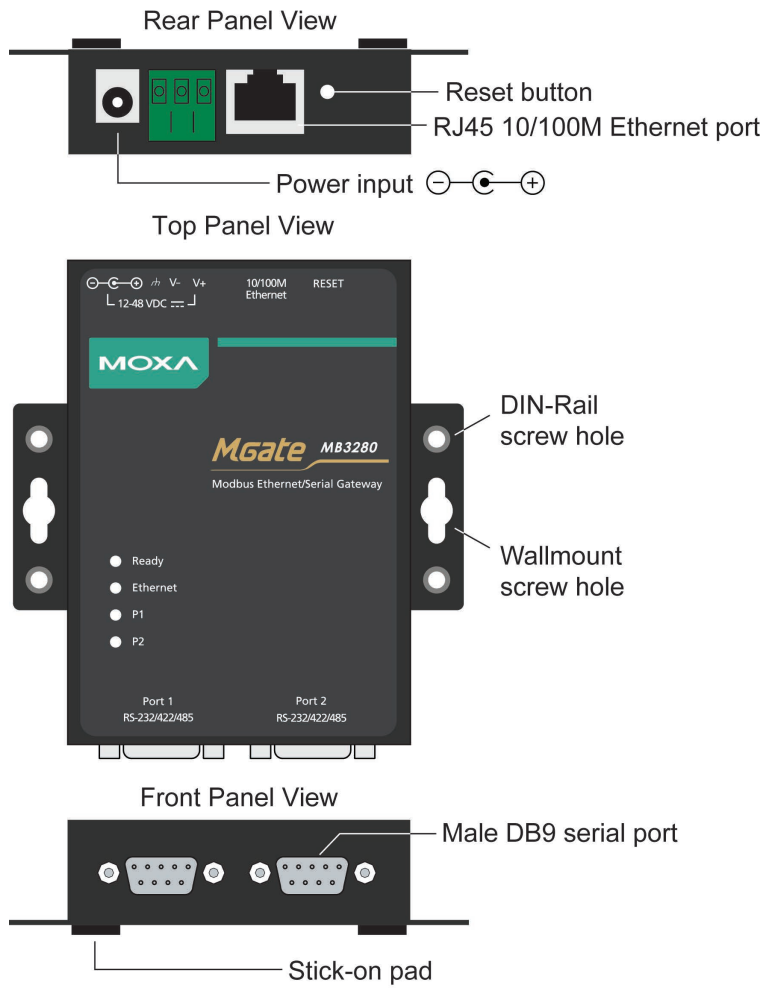 Rear Panel View
Reset button
RJ45 10/100M Ethernet port
Power input
Top Panel View
V− V+
12-48 VDC
10/100M
Ethernet
RESET
MOXA
DIN-Rail
screw hole
MGate MB3280
Modbus Ethernet/Serial Gateway
Wallmount
screw hole
Ready
Ethernet
P1
P2
Port 1
RS-232/422/485
Port 2
RS-232/422/485
Front Panel View
Male DB9 serial port
Stick-on pad